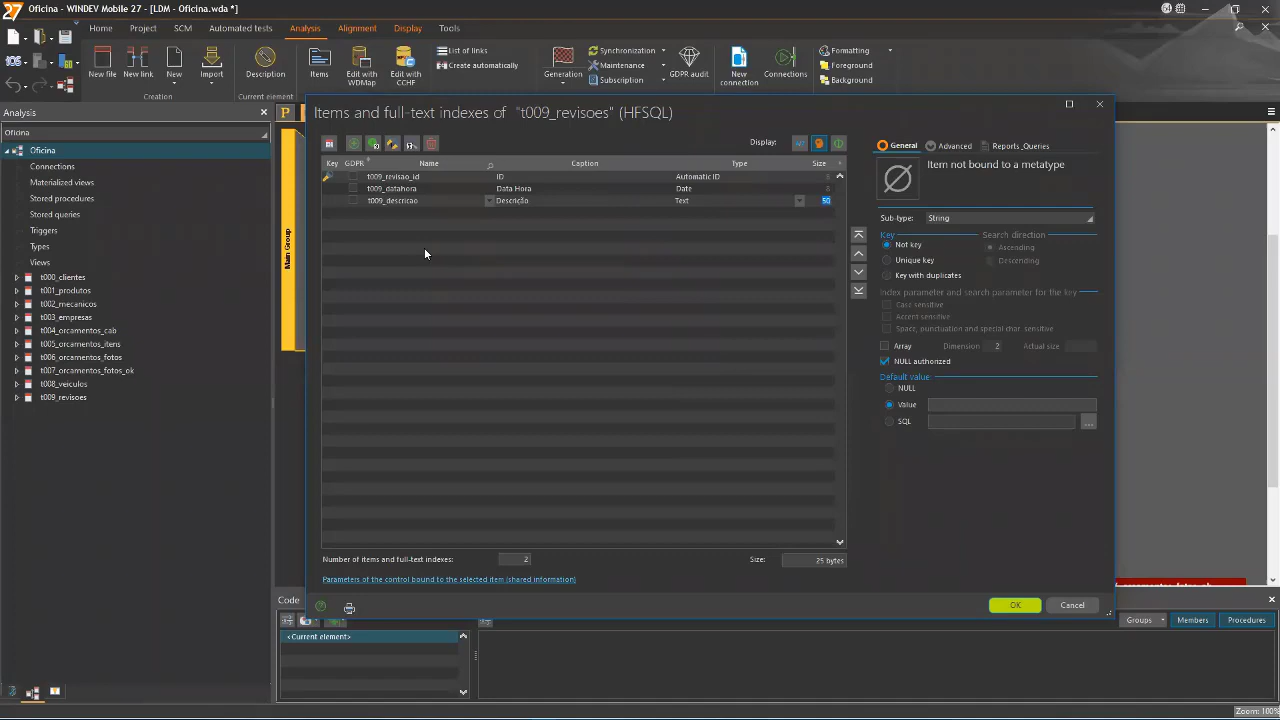 27 Oficina - WINDEV Mobile 27 - [LDM - Oficina.wda *]
Home Project SCM Automated tests Analysis Alignment Display Tools
List of links
Create automatically
Synchronization
Maintenance
Subscription
Formatting
Foreground
Background
New file New link New Import Description Items Edit with WDMap Edit with CCHF Generation GDPR audit New connection Connections
Creation Current element
Analysis
Oficina
Oficina
Connections
Materialized views
Stored procedures
Stored queries
Triggers
Types
Views
t000_clientes
t001_produtos
t002_mecanicos
t003_empresas
t004_orcamentos_cab
t005_orcamentos_itens
t006_orcamentos_fotos
t007_orcamentos_fotos_ok
t008_veiculos
t009_revisoes
P
Main Group
Items and full-text indexes of "t009_revisoes" (HFSQL)
Display:
Key GDPR Name Caption Type Size
t009_revisao_id ID Automatic ID 8
t009_datahora Data Hora Date 8
t009_descricao Descrição Text 50
Number of items and full-text indexes: 2
Size: 25 bytes
Parameters of the control bound to the selected item (shared information)
General Advanced Reports_Queries
Item not bound to a metatype
Sub-type: String
Key Search direction
Not key Ascending
Unique key Descending
Key with duplicates
Index parameter and search parameter for the key
Case sensitive
Accent sensitive
Space, punctuation and special char. sensitive
Array Dimension 2 Actual size
NULL authorized
Default value
NULL
Value
SQL ...
OK Cancel
Code
<Current element>
Groups Members Procedures
Zoom: 100%